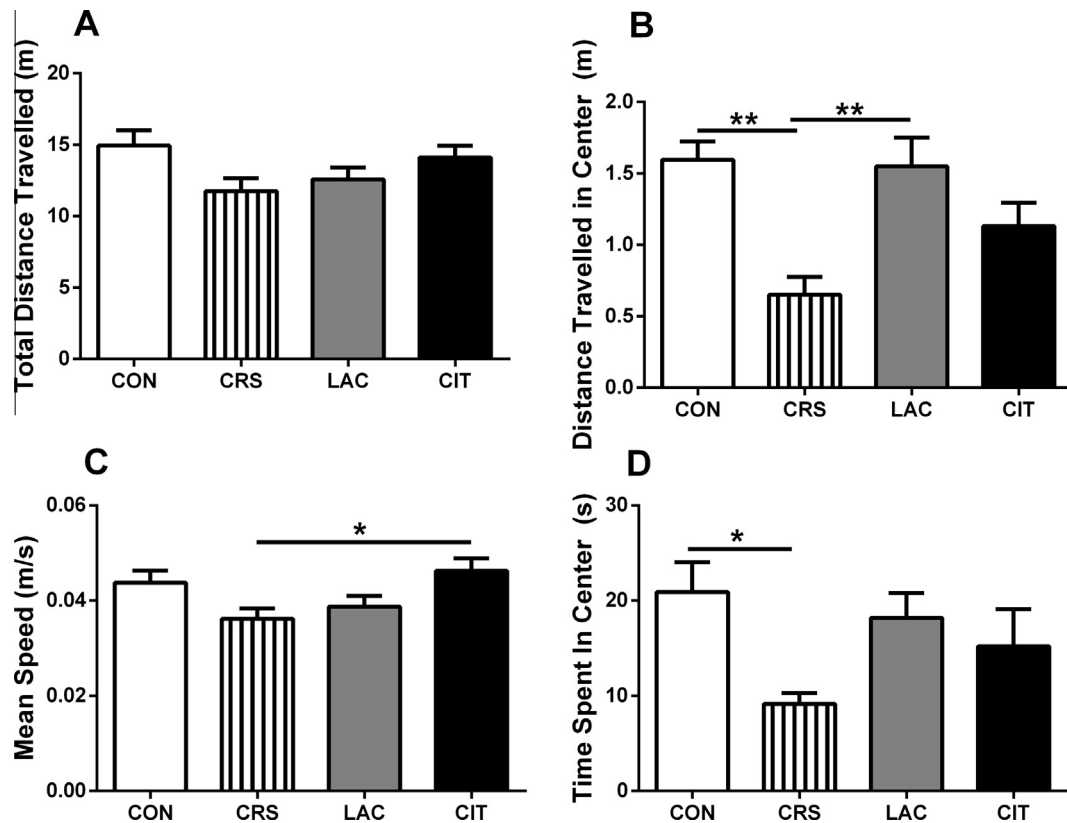 A
Total Distance Travelled (m)
20
15
10
5
0
CON CRS LAC CIT
B
Distance Travelled in Center (m)
2.0
1.5
1.0
0.5
0.0
** **
CON CRS LAC CIT
C
Mean Speed (m/s)
0.06
0.04
0.02
0.00
*
CON CRS LAC CIT
D
Time Spent In Center (s)
30
20
10
0
*
CON CRS LAC CIT